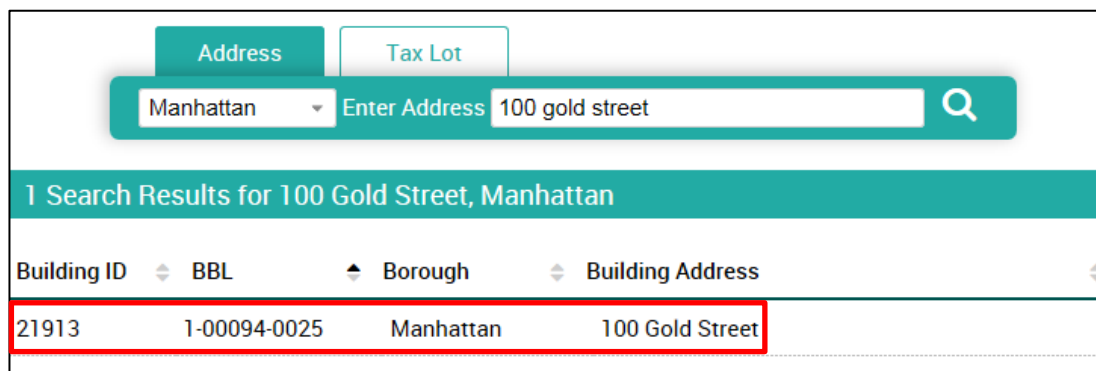 Address Tax Lot
Manhattan Enter Address 100 gold street
1 Search Results for 100 Gold Street, Manhattan
Building ID BBL Borough Building Address
21913 1-00094-0025 Manhattan 100 Gold Street